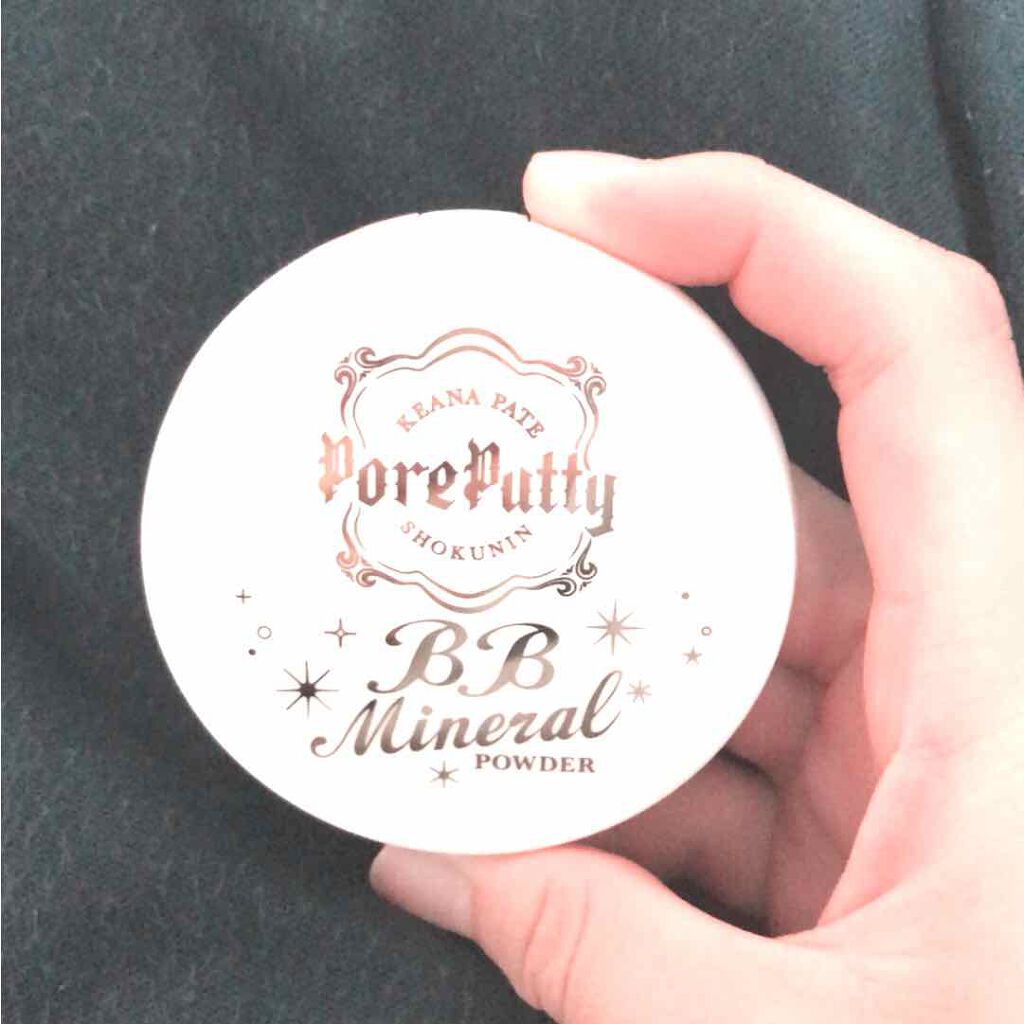 KEANA PATE
PorePutty
SHOKUNIN
BB
Mineral
POWDER